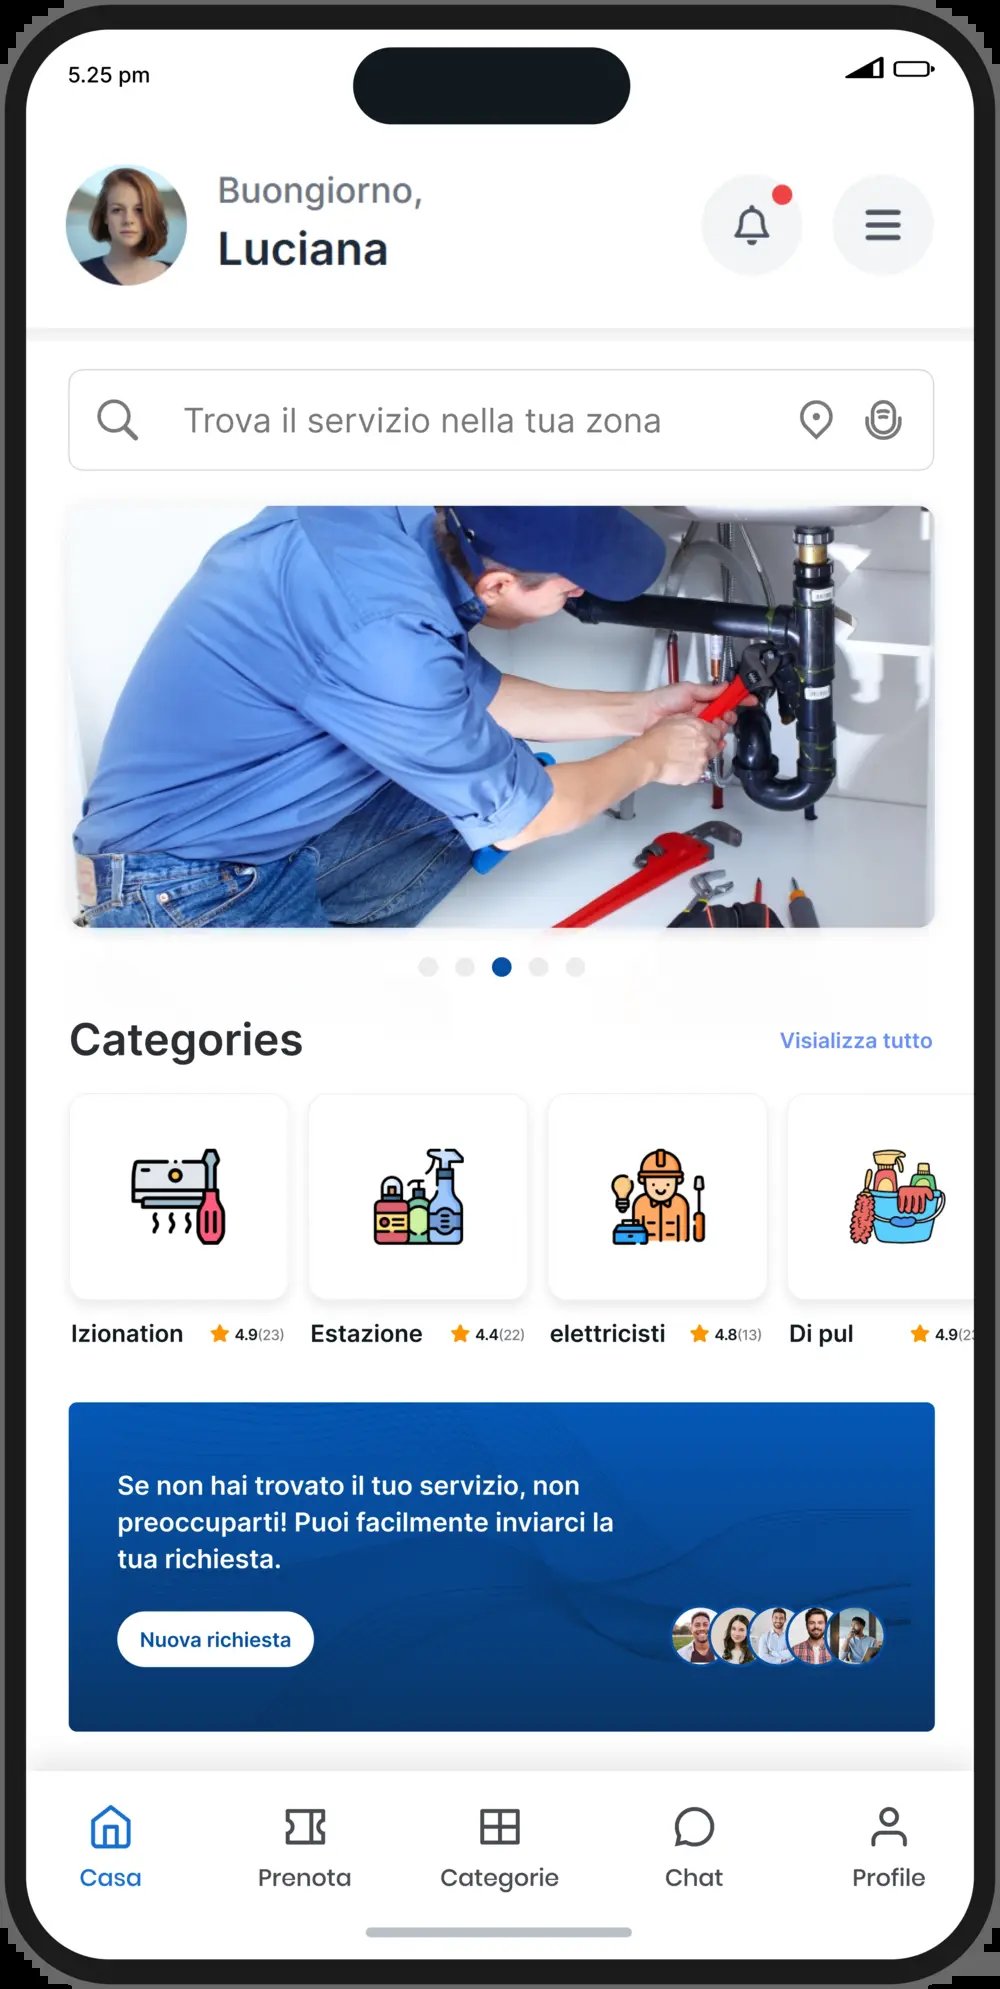 5.25 pm
Buongiorno,
Luciana
Trova il servizio nella tua zona
Categories
Visializza tutto
Izionation 4.9(23)
Estazione 4.4(22)
elettricisti 4.8(13)
Di pul 4.9(23
Se non hai trovato il tuo servizio, non
preoccuparti! Puoi facilmente inviarci la
tua richiesta.
Nuova richiesta
Casa
Prenota
Categorie
Chat
Profile